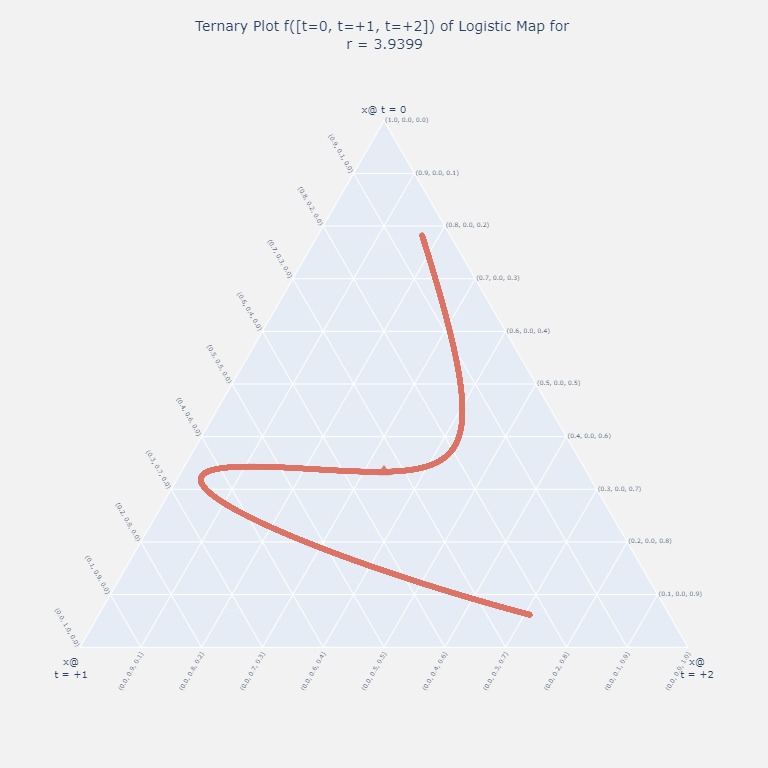 Ternary Plot f([t=0, t=+1, t=+2]) of Logistic Map for
r = 3.9399
x@ t = 0
(1.0, 0.0, 0.0)
(0.9, 0.1, 0.0)
(0.9, 0.0, 0.1)
(0.8, 0.2, 0.0)
(0.8, 0.0, 0.2)
(0.7, 0.3, 0.0)
(0.7, 0.0, 0.3)
(0.6, 0.4, 0.0)
(0.6, 0.0, 0.4)
(0.5, 0.5, 0.0)
(0.5, 0.0, 0.5)
(0.4, 0.6, 0.0)
(0.4, 0.0, 0.6)
(0.3, 0.7, 0.0)
(0.3, 0.0, 0.7)
(0.2, 0.8, 0.0)
(0.2, 0.0, 0.8)
(0.1, 0.9, 0.0)
(0.1, 0.0, 0.9)
(0.0, 1.0, 0.0)
x@
t = +1
(0.0, 0.9, 0.1)
(0.0, 0.8, 0.2)
(0.0, 0.7, 0.3)
(0.0, 0.6, 0.4)
(0.0, 0.5, 0.5)
(0.0, 0.4, 0.6)
(0.0, 0.3, 0.7)
(0.0, 0.2, 0.8)
(0.0, 0.1, 0.9)
(0.0, 0.0, 1.0)
x@
t = +2